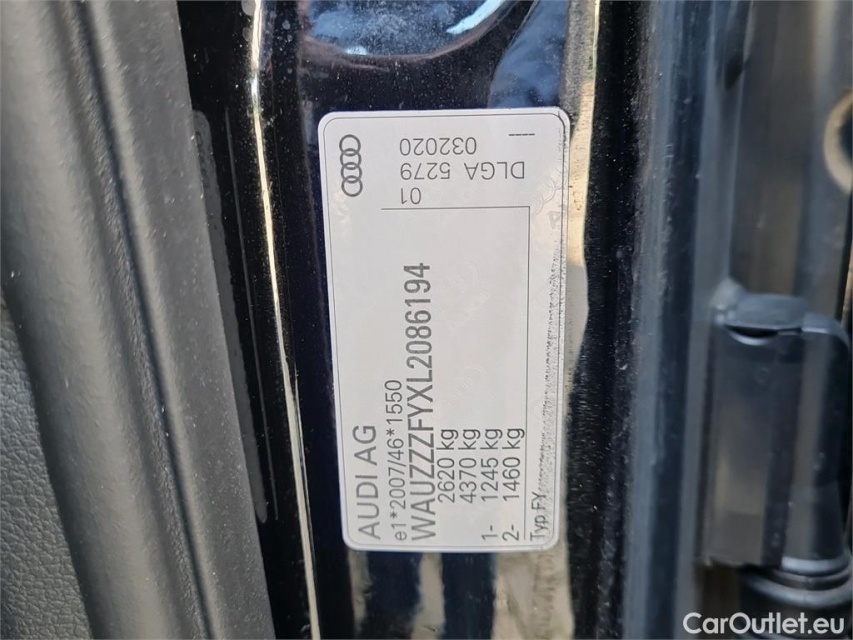 AUDI AG
e1*2007/46*1550
WAUZZZFYXL2086194
2620 kg
4370 kg
1- 1245 kg
2- 1460 kg
Typ FY
01
DLGA 5279
032020
----
CarOutlet.eu